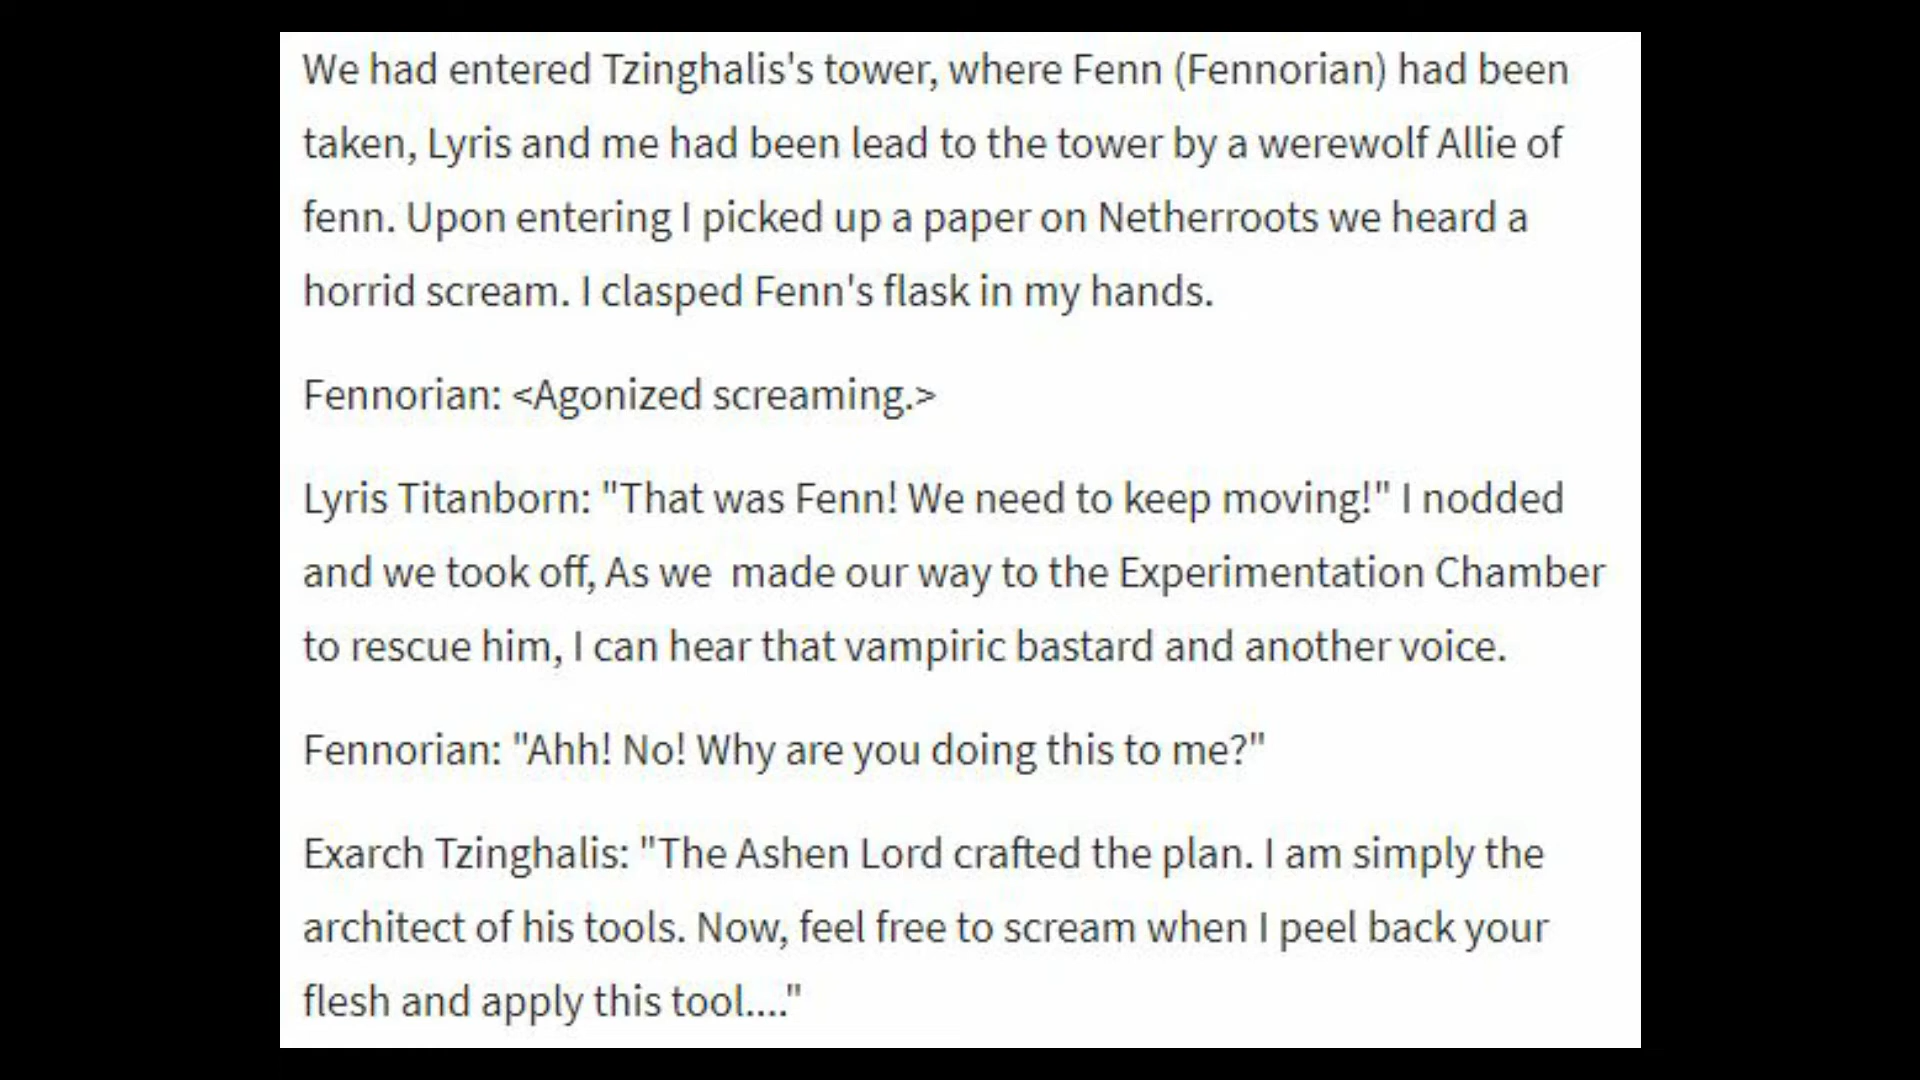 We had entered Tzinghalis's tower, where Fenn (Fennorian) had been
taken, Lyris and me had been lead to the tower by a werewolf Allie of
fenn. Upon entering I picked up a paper on Netherroots we heard a
horrid scream. I clasped Fenn's flask in my hands.
Fennorian: <Agonized screaming.>
Lyris Titanborn: "That was Fenn! We need to keep moving!" I nodded
and we took off, As we  made our way to the Experimentation Chamber
to rescue him, I can hear that vampiric bastard and another voice.
Fennorian: "Ahh! No! Why are you doing this to me?"
Exarch Tzinghalis: "The Ashen Lord crafted the plan. I am simply the
architect of his tools. Now, feel free to scream when I peel back your
flesh and apply this tool...."